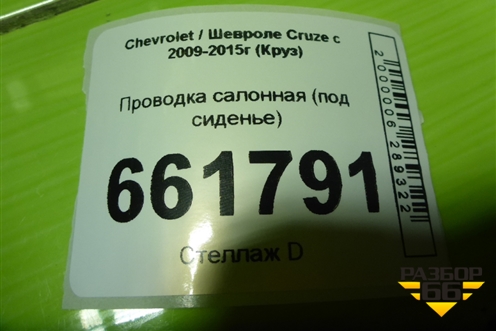 Chevrolet / Шевроле Cruze с
2009-2015г (Круз)
Проводка салонная (под
сиденье)
661791
Стеллаж D
2000006289322
РАЗБОР
66